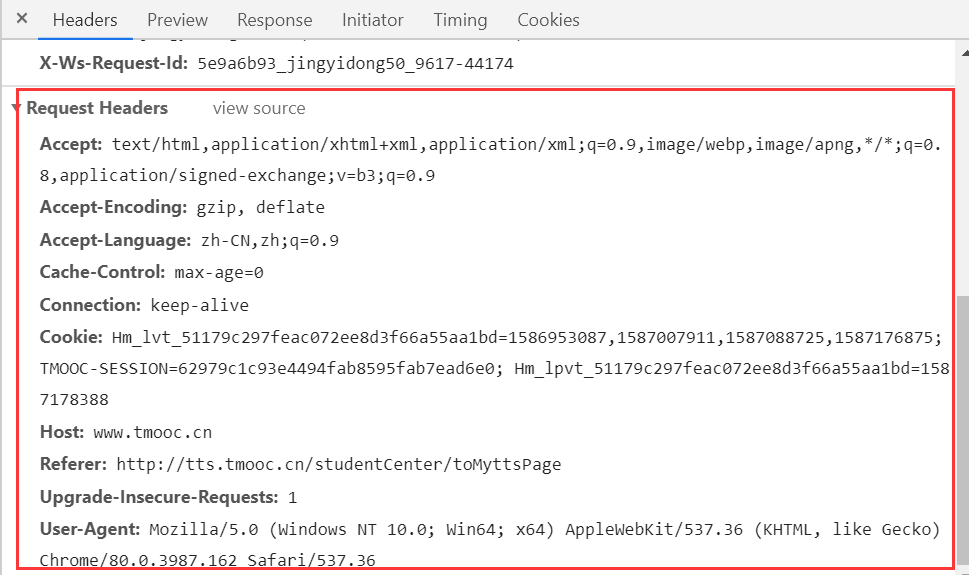 × Headers Preview Response Initiator Timing Cookies
X-Ws-Request-Id: 5e9a6b93_jingyidong50_9617-44174
▼ Request Headers view source
Accept: text/html,application/xhtml+xml,application/xml;q=0.9,image/webp,image/apng,*/*;q=0.
8,application/signed-exchange;v=b3;q=0.9
Accept-Encoding: gzip, deflate
Accept-Language: zh-CN,zh;q=0.9
Cache-Control: max-age=0
Connection: keep-alive
Cookie: Hm_lvt_51179c297feac072ee8d3f66a55aa1bd=1586953087,1587007911,1587088725,1587176875;
TMOOC-SESSION=62979c1c93e4494fab8595fab7ead6e0; Hm_lpvt_51179c297feac072ee8d3f66a55aa1bd=158
7178388
Host: www.tmooc.cn
Referer: http://tts.tmooc.cn/studentCenter/toMyttsPage
Upgrade-Insecure-Requests: 1
User-Agent: Mozilla/5.0 (Windows NT 10.0; Win64; x64) AppleWebKit/537.36 (KHTML, like Gecko)
Chrome/80.0.3987.162 Safari/537.36